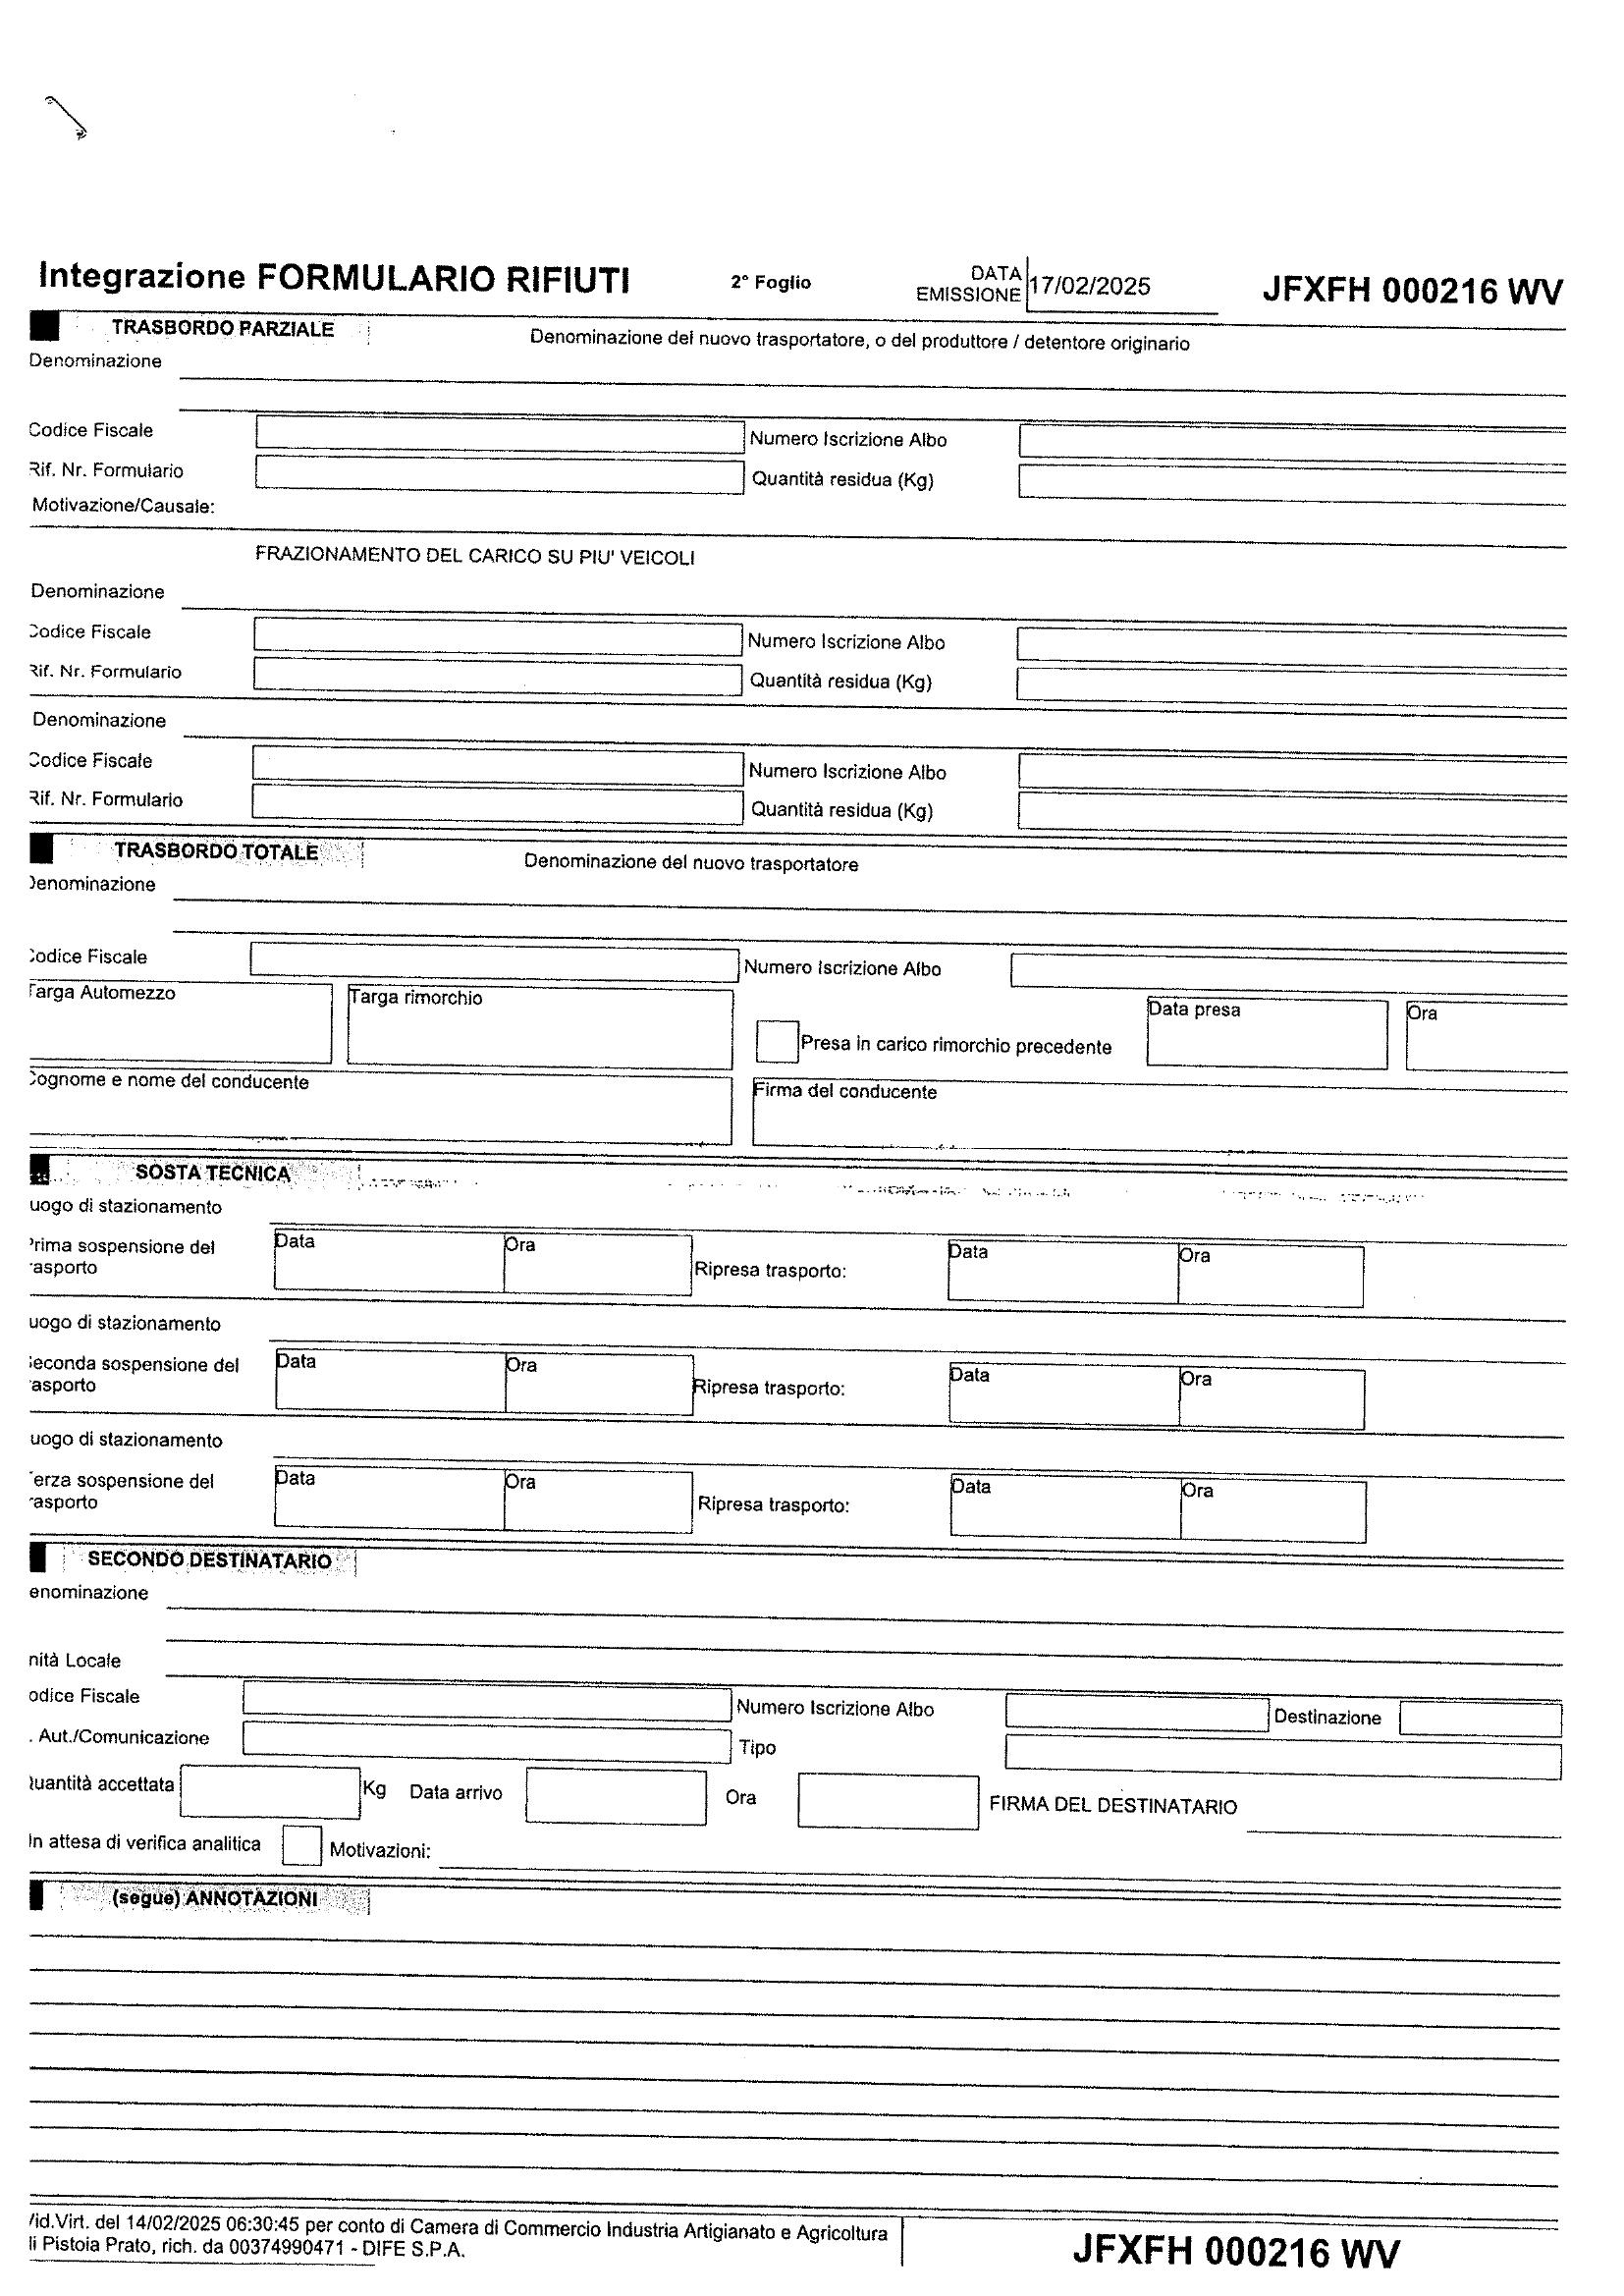 Integrazione FORMULARIO RIFIUTI 2° Foglio DATA EMISSIONE 17/02/2025 JFXFH 000216 WV
TRASBORDO PARZIALE Denominazione del nuovo trasportatore, o del produttore / detentore originario
Denominazione
Codice Fiscale Numero Iscrizione Albo
Rif. Nr. Formulario Quantità residua (Kg)
Motivazione/Causale:
FRAZIONAMENTO DEL CARICO SU PIU' VEICOLI
Denominazione
Codice Fiscale Numero Iscrizione Albo
Rif. Nr. Formulario Quantità residua (Kg)
Denominazione
Codice Fiscale Numero Iscrizione Albo
Rif. Nr. Formulario Quantità residua (Kg)
TRASBORDO TOTALE Denominazione del nuovo trasportatore
Denominazione
Codice Fiscale Numero Iscrizione Albo
Targa Automezzo Targa rimorchio Presa in carico rimorchio precedente Data presa Ora
Cognome e nome del conducente Firma del conducente
SOSTA TECNICA
uogo di stazionamento
Prima sospensione del Data Ora Ripresa trasporto: Data Ora
rasporto
uogo di stazionamento
Seconda sospensione del Data Ora Ripresa trasporto: Data Ora
asporto
uogo di stazionamento
Terza sospensione del Data Ora Ripresa trasporto: Data Ora
rasporto
SECONDO DESTINATARIO
enominazione
nità Locale
odice Fiscale Numero Iscrizione Albo Destinazione
. Aut./Comunicazione Tipo
Quantità accettata Kg Data arrivo Ora FIRMA DEL DESTINATARIO
In attesa di verifica analitica Motivazioni:
(segue) ANNOTAZIONI
Vid.Virt. del 14/02/2025 06:30:45 per conto di Camera di Commercio Industria Artigianato e Agricoltura
di Pistoia Prato, rich. da 00374990471 - DIFE S.P.A.
JFXFH 000216 WV